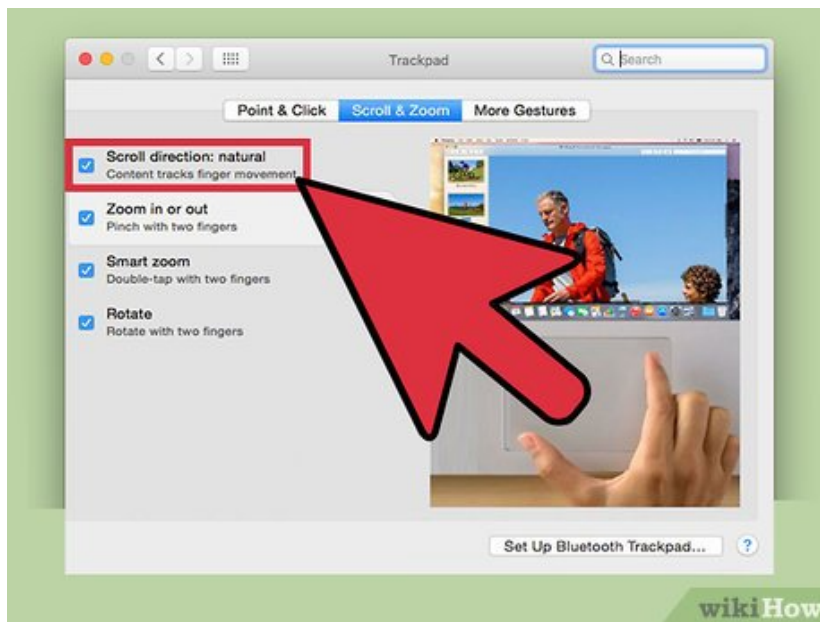 Trackpad
Search
Point & Click Scroll & Zoom More Gestures
Scroll direction: natural
Content tracks finger movement
Zoom in or out
Pinch with two fingers
Smart zoom
Double-tap with two fingers
Rotate
Rotate with two fingers
Set Up Bluetooth Trackpad... ?
wikiHow